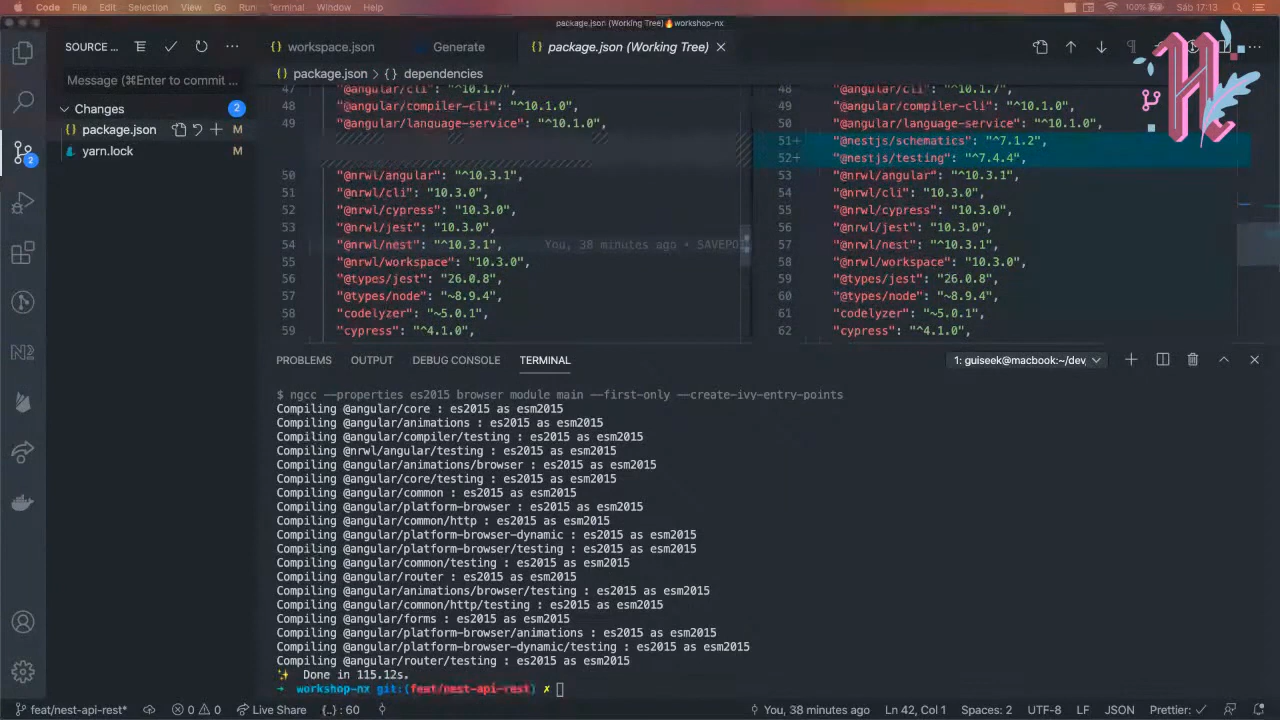 Code File Edit Selection View Go Run Terminal Window Help 100% Sáb 17:13
package.json (Working Tree) workshop-nx
SOURCE ...
workspace.json Generate package.json (Working Tree)
Message (⌘Enter to commit ...
package.json > {} dependencies
Changes 2
package.json M
yarn.lock M
47 "@angular/cli": "^10.1.7",
48 "@angular/compiler-cli": "^10.1.0",
49 "@angular/language-service": "^10.1.0",
50 "@nrwl/angular": "^10.3.1",
51 "@nrwl/cli": "10.3.0",
52 "@nrwl/cypress": "10.3.0",
53 "@nrwl/jest": "10.3.0",
54 "@nrwl/nest": "^10.3.1", You, 38 minutes ago • SAVEPOI
55 "@nrwl/workspace": "10.3.0",
56 "@types/jest": "26.0.8",
57 "@types/node": "~8.9.4",
58 "codelyzer": "~5.0.1",
59 "cypress": "^4.1.0",
48 "@angular/cli": "^10.1.7",
49 "@angular/compiler-cli": "^10.1.0",
50 "@angular/language-service": "^10.1.0",
51+ "@nestjs/schematics": "^7.1.2",
52+ "@nestjs/testing": "^7.4.4",
53 "@nrwl/angular": "^10.3.1",
54 "@nrwl/cli": "10.3.0",
55 "@nrwl/cypress": "10.3.0",
56 "@nrwl/jest": "10.3.0",
57 "@nrwl/nest": "^10.3.1",
58 "@nrwl/workspace": "10.3.0",
59 "@types/jest": "26.0.8",
60 "@types/node": "~8.9.4",
61 "codelyzer": "~5.0.1",
62 "cypress": "^4.1.0",
PROBLEMS OUTPUT DEBUG CONSOLE TERMINAL 1: guiseek@macbook:~/dev,
$ ngcc --properties es2015 browser module main --first-only --create-ivy-entry-points
Compiling @angular/core : es2015 as esm2015
Compiling @angular/animations : es2015 as esm2015
Compiling @angular/compiler/testing : es2015 as esm2015
Compiling @nrwl/angular/testing : es2015 as esm2015
Compiling @angular/animations/browser : es2015 as esm2015
Compiling @angular/core/testing : es2015 as esm2015
Compiling @angular/common : es2015 as esm2015
Compiling @angular/platform-browser : es2015 as esm2015
Compiling @angular/common/http : es2015 as esm2015
Compiling @angular/platform-browser-dynamic : es2015 as esm2015
Compiling @angular/platform-browser/testing : es2015 as esm2015
Compiling @angular/common/testing : es2015 as esm2015
Compiling @angular/router : es2015 as esm2015
Compiling @angular/animations/browser/testing : es2015 as esm2015
Compiling @angular/common/http/testing : es2015 as esm2015
Compiling @angular/forms : es2015 as esm2015
Compiling @angular/platform-browser/animations : es2015 as esm2015
Compiling @angular/platform-browser-dynamic/testing : es2015 as esm2015
Compiling @angular/router/testing : es2015 as esm2015
✨ Done in 115.12s.
→ workshop-nx git:(feat/nest-api-rest) ✗
feat/nest-api-rest* 0 0 Live Share {..} : 60 You, 38 minutes ago Ln 42, Col 1 Spaces: 2 UTF-8 LF JSON Prettier: ✓